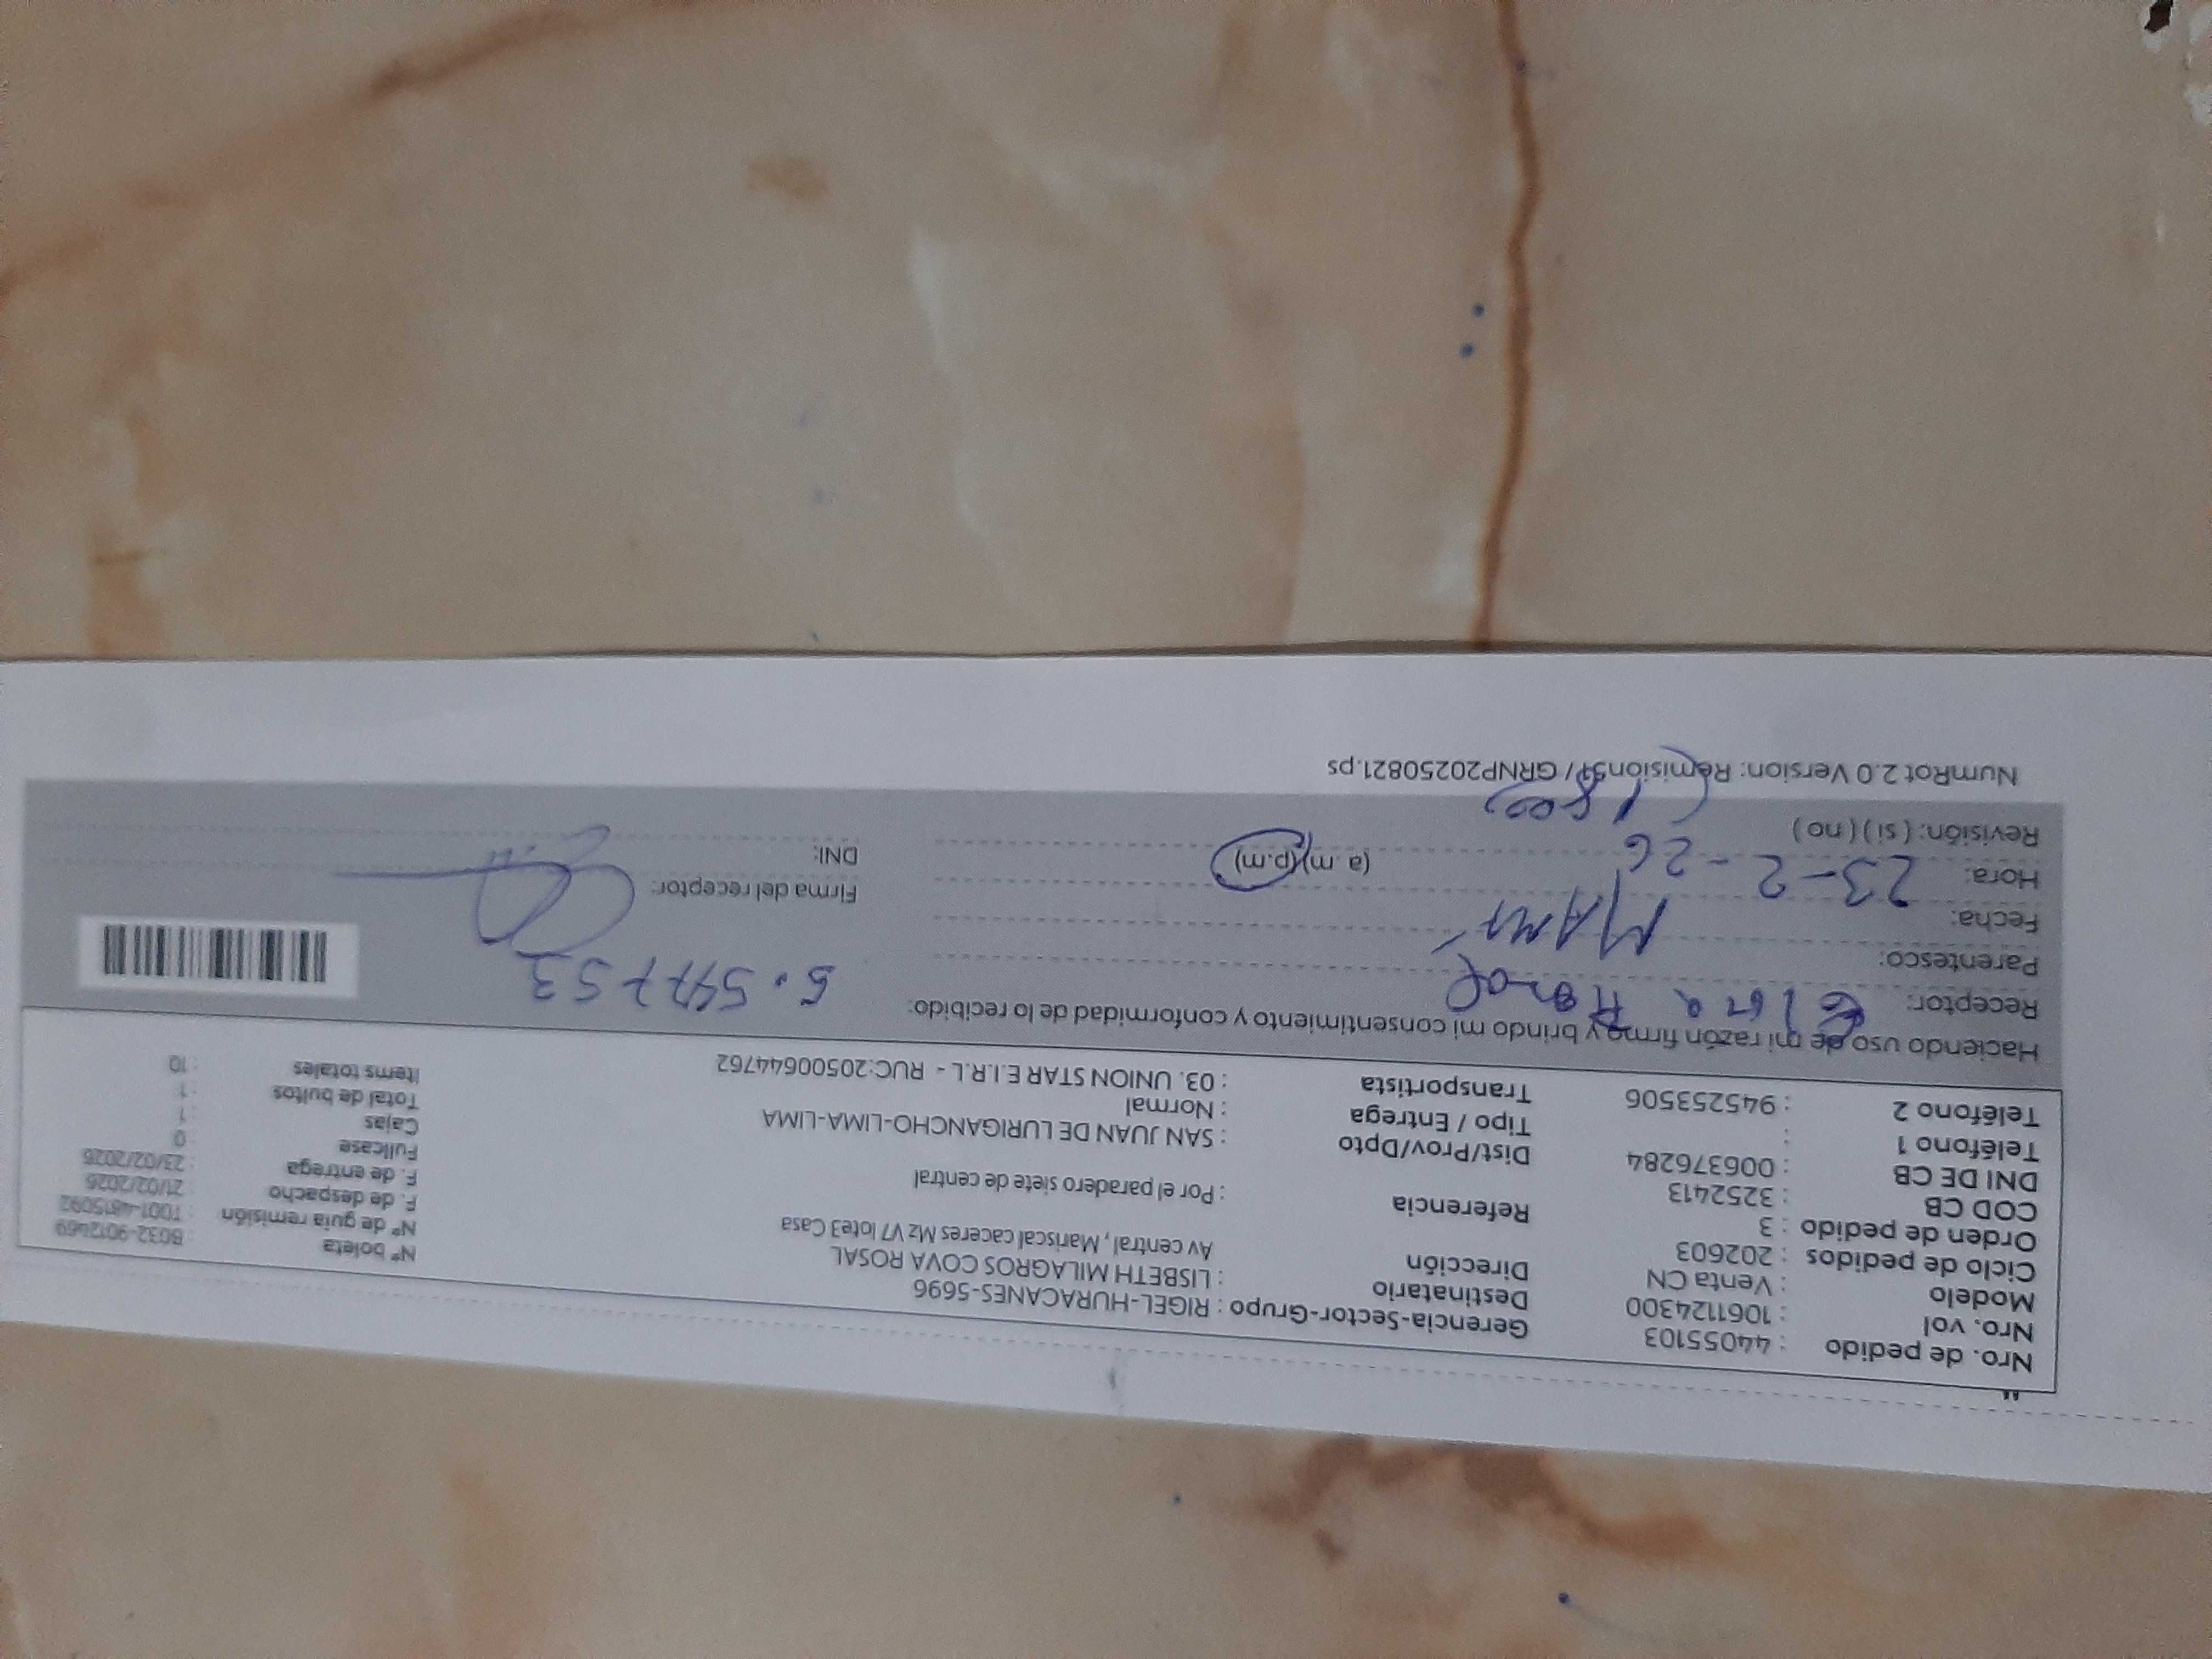 Nro. de pedido : 44055103
Nro. vol : 1061124300
Modelo : Venta CN
Ciclo de pedidos : 202603
Orden de pedido : 3
COD CB : 3252413
DNI DE CB : 006376284
Teléfono 1 :
Teléfono 2 : 945253506
Gerencia-Sector-Grupo : RIGEL-HURACANES-5696
Destinatario : LISBETH MILAGROS COVA ROSAL
Dirección Av central, Mariscal caceres Mz V7 lote3 Casa
Referencia : Por el paradero siete de central
Dist/Prov/Dpto : SAN JUAN DE LURIGANCHO-LIMA-LIMA
Tipo / Entrega : Normal
Transportista : 03. UNION STAR E.I.R.L - RUC:20500644762
N° boleta : B032-9012469
N° de guía remisión : T001-4815092
F. de despacho : 21/02/2026
F. de entrega : 23/02/2026
Fullcase : 0
Cajas : 1
Total de bultos : 1
Items totales : 10
Haciendo uso de mi razón firmo y brindo mi consentimiento y conformidad de lo recibido:
Receptor:
Parentesco: MAMA
Fecha: 23-2-26
Hora: (a.m)(p.m)
Revisión: ( si ) ( no )
Firma del receptor:
DNI:
NumRot 2.0 Version: Remision / GRNP20250821.ps